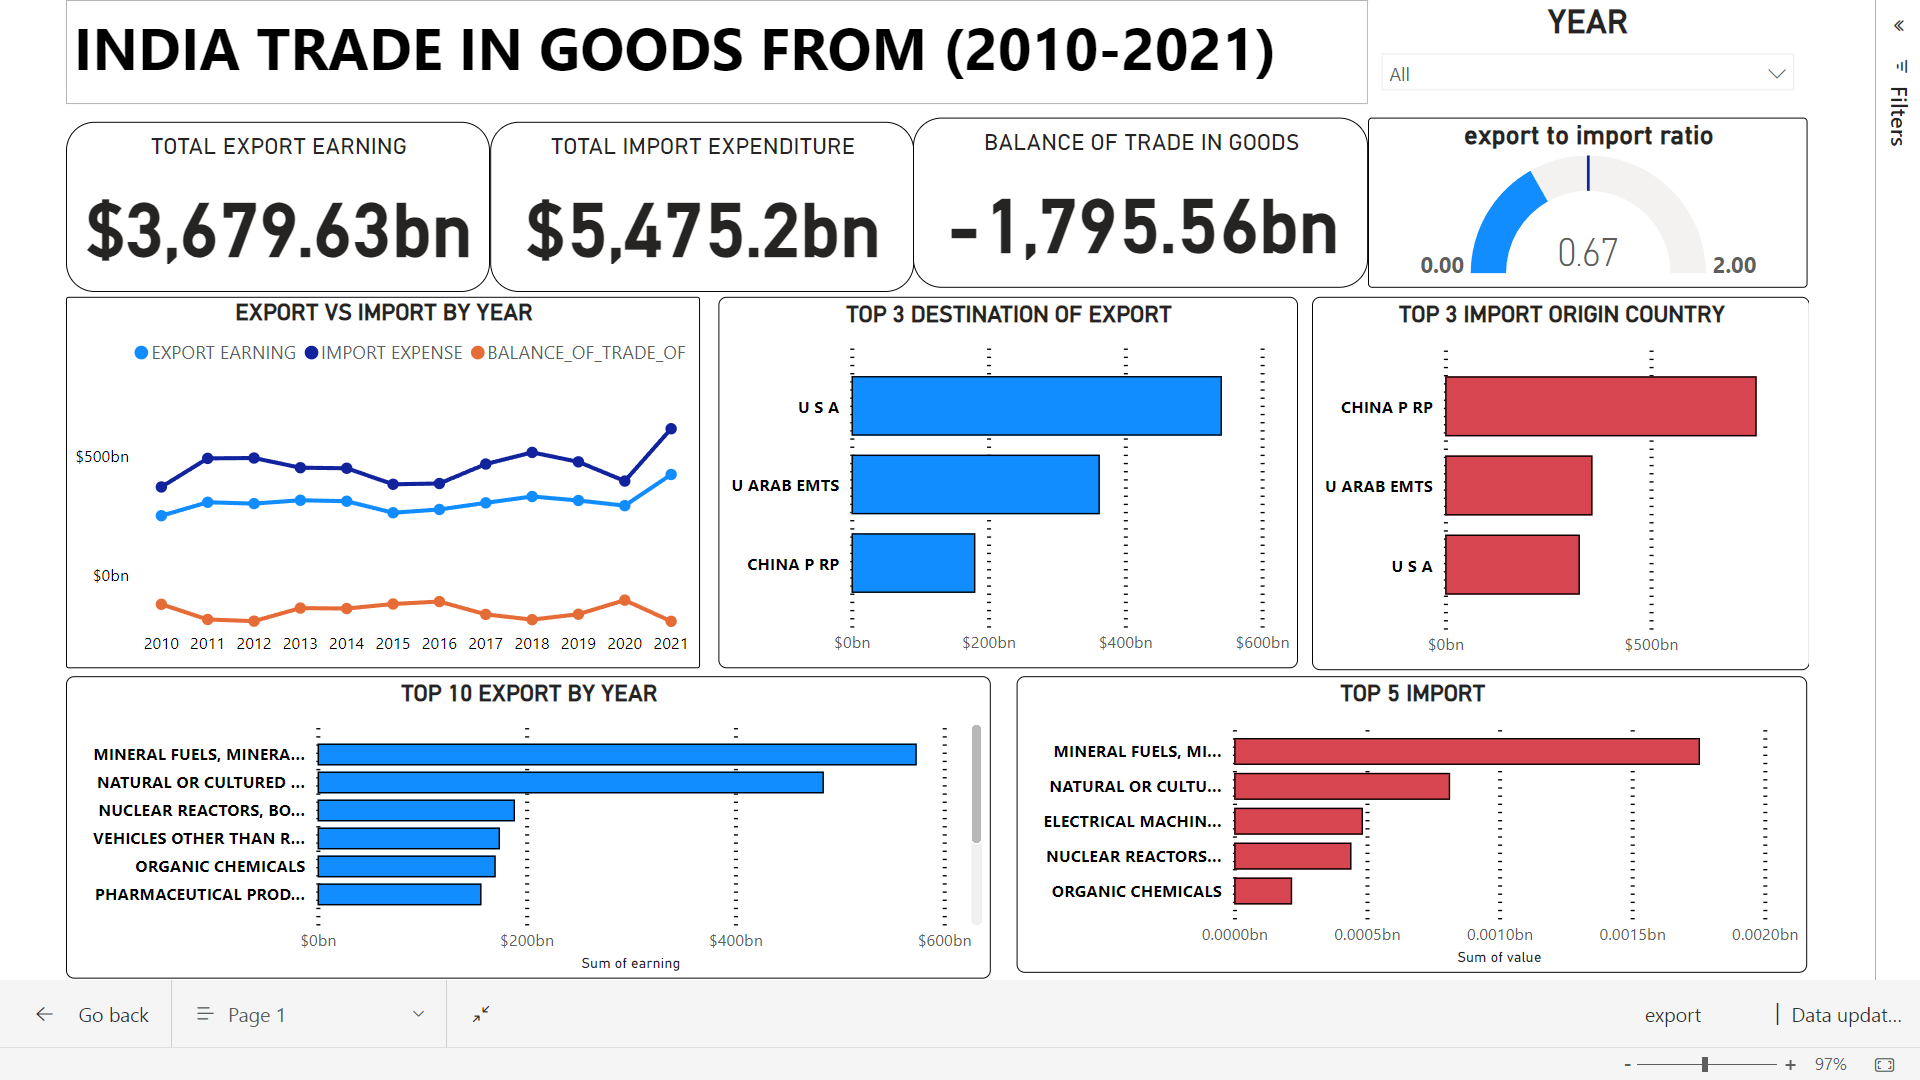 INDIA TRADE IN GOODS FROM (2010-2021)
YEAR
All
Filters
TOTAL EXPORT EARNING
$3,679.63bn
TOTAL IMPORT EXPENDITURE
$5,475.2bn
BALANCE OF TRADE IN GOODS
-1,795.56bn
export to import ratio
0.67
0.00
2.00
EXPORT VS IMPORT BY YEAR
EXPORT EARNING IMPORT EXPENSE BALANCE_OF_TRADE_OF
$500bn
$0bn
2010 2011 2012 2013 2014 2015 2016 2017 2018 2019 2020 2021
TOP 3 DESTINATION OF EXPORT
U S A
U ARAB EMTS
CHINA P RP
$0bn $200bn $400bn $600bn
TOP 3 IMPORT ORIGIN COUNTRY
CHINA P RP
U ARAB EMTS
U S A
$0bn $500bn
TOP 10 EXPORT BY YEAR
MINERAL FUELS, MINERA...
NATURAL OR CULTURED ...
NUCLEAR REACTORS, BO...
VEHICLES OTHER THAN R...
ORGANIC CHEMICALS
PHARMACEUTICAL PROD...
$0bn $200bn $400bn $600bn
Sum of earning
TOP 5 IMPORT
MINERAL FUELS, MI...
NATURAL OR CULTU...
ELECTRICAL MACHIN...
NUCLEAR REACTORS...
ORGANIC CHEMICALS
0.0000bn 0.0005bn 0.0010bn 0.0015bn 0.0020bn
Sum of value
Go back
Page 1
export
Data updat...
- + 97%